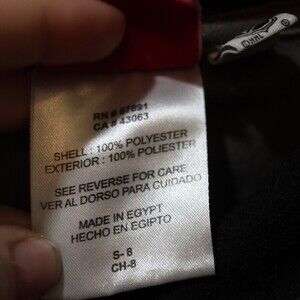 RN # 67891
CA # 43063
SHELL : 100% POLYESTER
EXTERIOR : 100% POLIESTER
SEE REVERSE FOR CARE
VER AL DORSO PARA CUIDADO
MADE IN EGYPT
HECHO EN EGIPTO
S- 8
CH-8